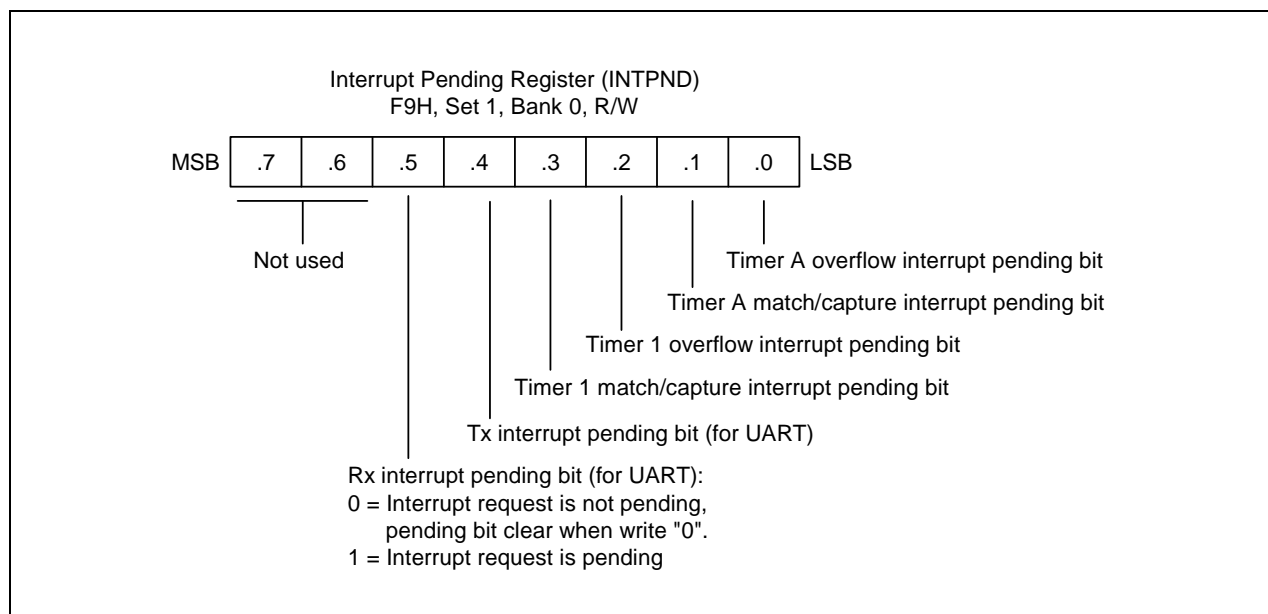 Interrupt Pending Register (INTPND)
F9H, Set 1, Bank 0, R/W
MSB .7 .6 .5 .4 .3 .2 .1 .0 LSB
Not used
Timer A overflow interrupt pending bit
Timer A match/capture interrupt pending bit
Timer 1 overflow interrupt pending bit
Timer 1 match/capture interrupt pending bit
Tx interrupt pending bit (for UART)
Rx interrupt pending bit (for UART):
0 = Interrupt request is not pending,
pending bit clear when write "0".
1 = Interrupt request is pending